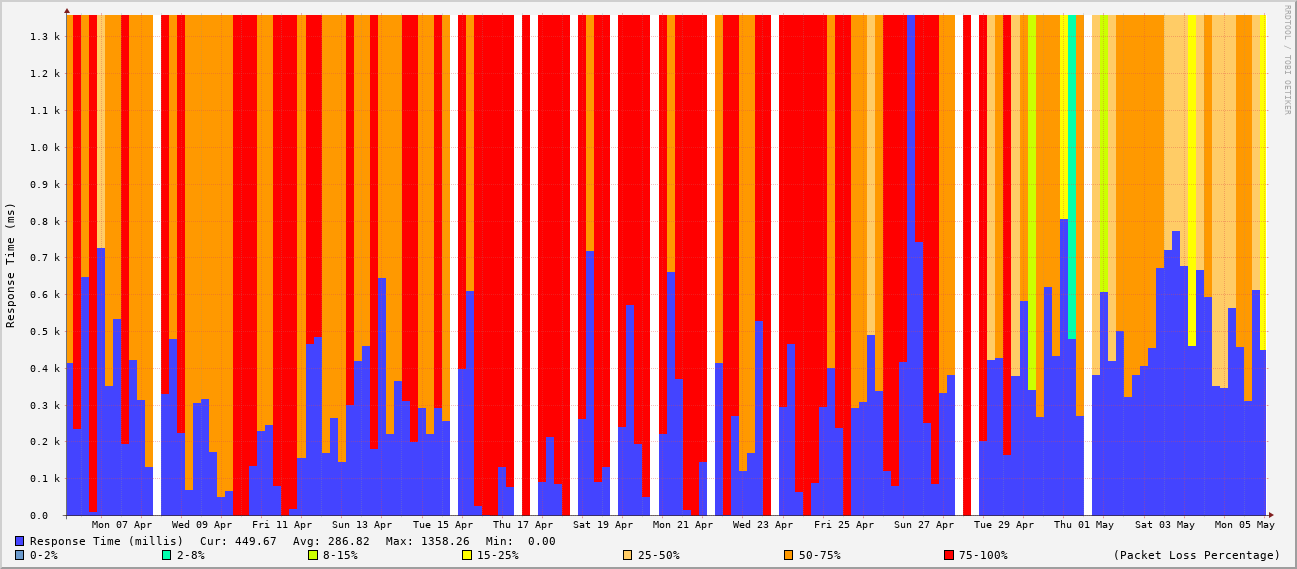 RRDTOOL / TOBI OETIKER
Response Time (ms)
1.3 k
1.2 k
1.1 k
1.0 k
0.9 k
0.8 k
0.7 k
0.6 k
0.5 k
0.4 k
0.3 k
0.2 k
0.1 k
0.0
Mon 07 Apr Wed 09 Apr Fri 11 Apr Sun 13 Apr Tue 15 Apr Thu 17 Apr Sat 19 Apr Mon 21 Apr Wed 23 Apr Fri 25 Apr Sun 27 Apr Tue 29 Apr Thu 01 May Sat 03 May Mon 05 May
Response Time (millis) Cur: 449.67 Avg: 286.82 Max: 1358.26 Min: 0.00
0-2% 2-8% 8-15% 15-25% 25-50% 50-75% 75-100% (Packet Loss Percentage)